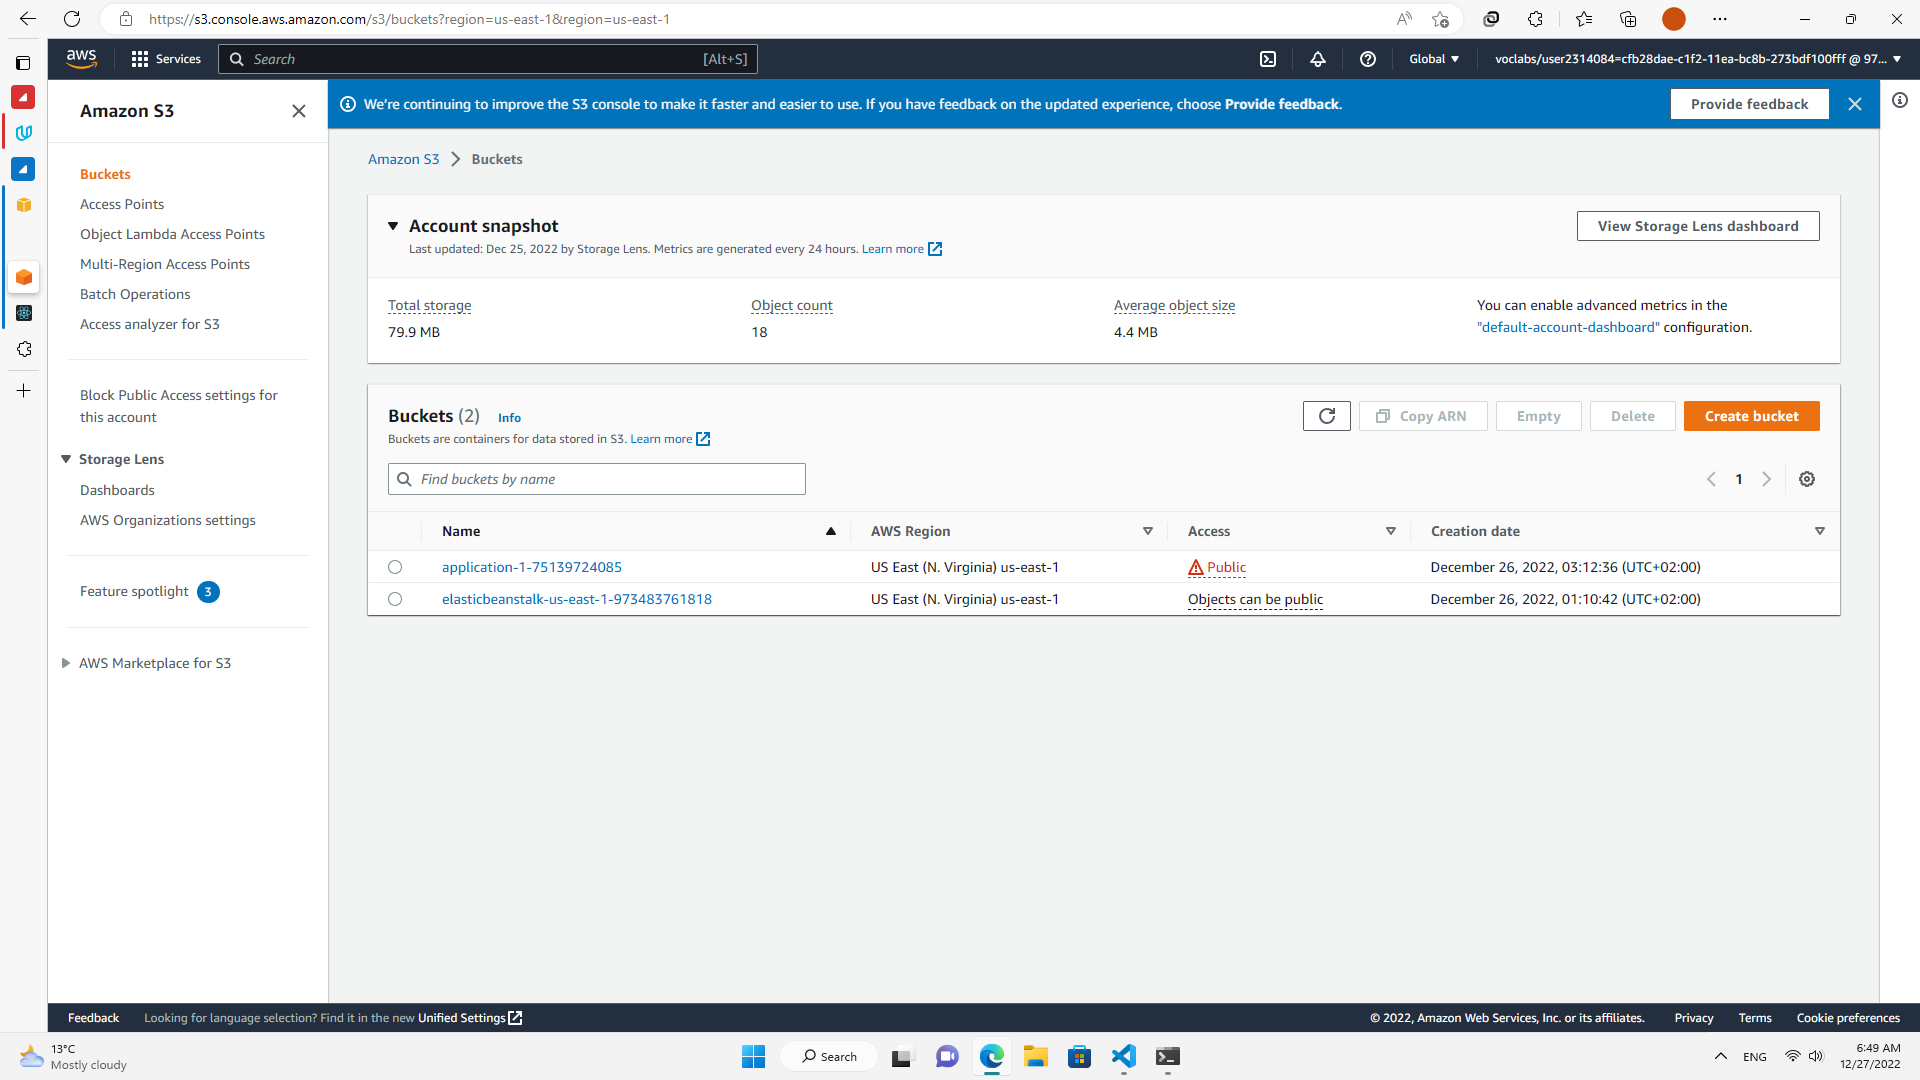 https://s3.console.aws.amazon.com/s3/buckets?region=us-east-1&region=us-east-1
aws
Services
Search
[Alt+S]
Global
voclabs/user2314084=cfb28dae-c1f2-11ea-bc8b-273bdf100fff @ 97...
Amazon S3
Buckets
Access Points
Object Lambda Access Points
Multi-Region Access Points
Batch Operations
Access analyzer for S3
Block Public Access settings for
this account
Storage Lens
Dashboards
AWS Organizations settings
Feature spotlight 3
AWS Marketplace for S3
We're continuing to improve the S3 console to make it faster and easier to use. If you have feedback on the updated experience, choose Provide feedback.
Provide feedback
Amazon S3 Buckets
Account snapshot
Last updated: Dec 25, 2022 by Storage Lens. Metrics are generated every 24 hours. Learn more
View Storage Lens dashboard
Total storage
79.9 MB
Object count
18
Average object size
4.4 MB
You can enable advanced metrics in the
"default-account-dashboard" configuration.
Buckets (2) Info
Buckets are containers for data stored in S3. Learn more
Copy ARN
Empty
Delete
Create bucket
Find buckets by name
1
Name AWS Region Access Creation date
application-1-75139724085 US East (N. Virginia) us-east-1 Public December 26, 2022, 03:12:36 (UTC+02:00)
elasticbeanstalk-us-east-1-973483761818 US East (N. Virginia) us-east-1 Objects can be public December 26, 2022, 01:10:42 (UTC+02:00)
Feedback
Looking for language selection? Find it in the new Unified Settings
© 2022, Amazon Web Services, Inc. or its affiliates.
Privacy
Terms
Cookie preferences
13°C
Mostly cloudy
Search
ENG
6:49 AM
12/27/2022